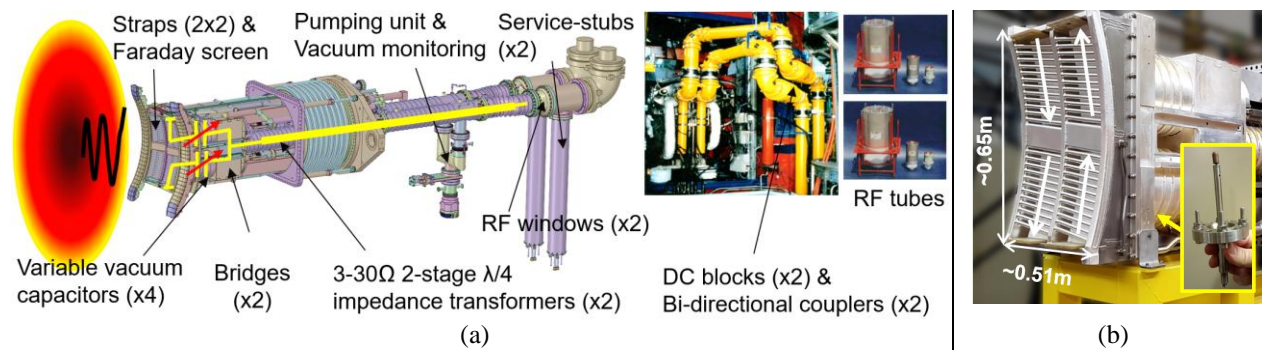 Straps (2x2) &
Faraday screen
Pumping unit &
Vacuum monitoring
Service-stubs
(x2)
RF windows (x2)
RF tubes
Variable vacuum
capacitors (x4)
Bridges
(x2)
3-30Ω 2-stage λ/4
impedance transformers (x2)
DC blocks (x2) &
Bi-directional couplers (x2)
(a)
~0.65m
~0.51m
(b)